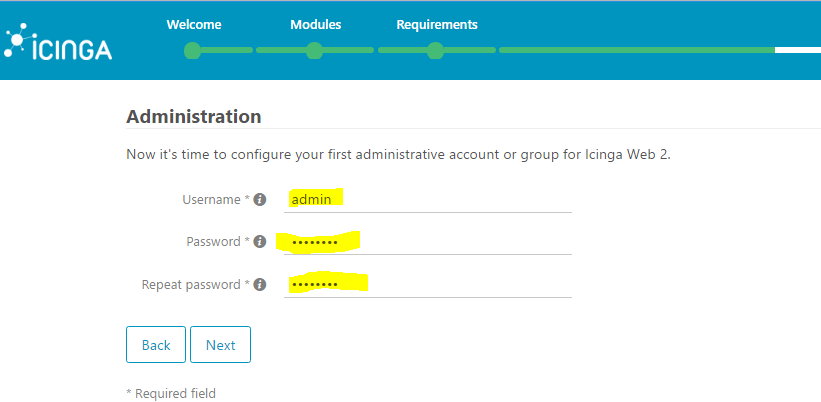 Welcome Modules Requirements
ICINGA
Administration
Now it's time to configure your first administrative account or group for Icinga Web 2.
Username * i admin
Password * i ••••••••
Repeat password * i ••••••••
Back Next
* Required field